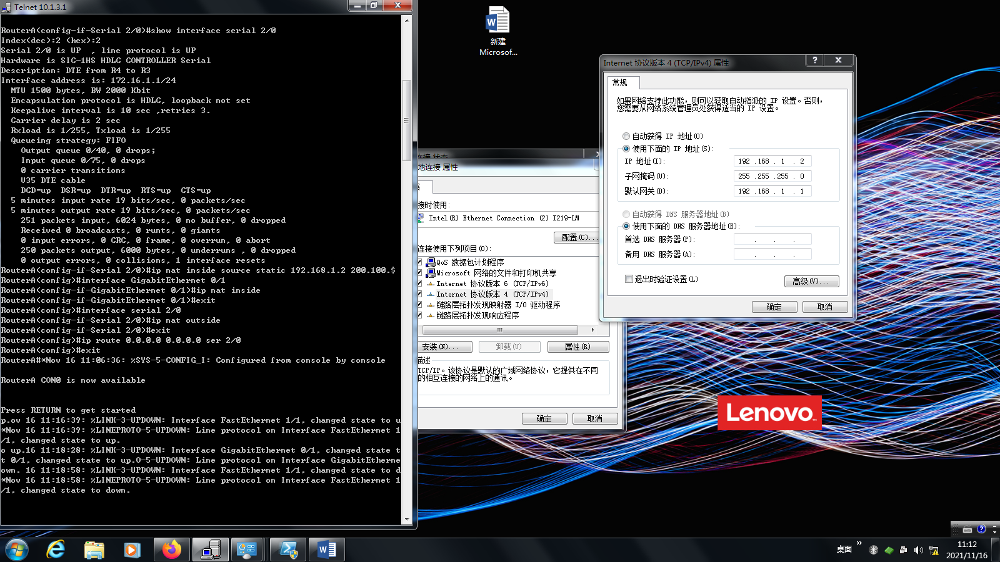 Telnet 10.1.3.1
RouterA(config-if-Serial 2/0)#show interface serial 2/0
Index(dec):2 (hex):2
Serial 2/0 is UP  , line protocol is UP
Hardware is SIC-1HS HDLC CONTROLLER Serial
Description: DTE from R4 to R3
Interface address is: 172.16.1.1/24
  MTU 1500 bytes, BW 2000 Kbit
  Encapsulation protocol is HDLC, loopback not set
  Keepalive interval is 10 sec ,retries 3.
  Carrier delay is 2 sec
  Rxload is 1/255, Txload is 1/255
  Queueing strategy: FIFO
    Output queue 0/40, 0 drops;
    Input queue 0/75, 0 drops
    0 carrier transitions
    V35 DTE cable
    DCD=up  DSR=up  DTR=up  RTS=up  CTS=up
  5 minutes input rate 19 bits/sec, 0 packets/sec
  5 minutes output rate 19 bits/sec, 0 packets/sec
    251 packets input, 6024 bytes, 0 no buffer, 0 dropped
    Received 0 broadcasts, 0 runts, 0 giants
    0 input errors, 0 CRC, 0 frame, 0 overrun, 0 abort
    250 packets output, 6000 bytes, 0 underruns , 0 dropped
    0 output errors, 0 collisions, 1 interface resets
RouterA(config-if-Serial 2/0)#ip nat inside source static 192.168.1.2 200.100.$
RouterA(config)#interface GigabitEthernet 0/1
RouterA(config-if-GigabitEthernet 0/1)#ip nat inside
RouterA(config-if-GigabitEthernet 0/1)#exit
RouterA(config)#interface serial 2/0
RouterA(config-if-Serial 2/0)#ip nat outside
RouterA(config-if-Serial 2/0)#exit
RouterA(config)#ip route 0.0.0.0 0.0.0.0 ser 2/0
RouterA(config)#exit
RouterA#*Nov 16 11:06:36: %SYS-5-CONFIG_I: Configured from console by console
RouterA CON0 is now available
Press RETURN to get started
p.ov 16 11:16:39: %LINK-3-UPDOWN: Interface FastEthernet 1/1, changed state to u
*Nov 16 11:16:39: %LINEPROTO-5-UPDOWN: Line protocol on Interface FastEthernet 1
/1, changed state to up.
o up.16 11:18:28: %LINK-3-UPDOWN: Interface GigabitEthernet 0/1, changed state t
t 0/1, changed state to up.O-5-UPDOWN: Line protocol on Interface GigabitEtherne
own. 16 11:18:58: %LINK-3-UPDOWN: Interface FastEthernet 1/1, changed state to d
*Nov 16 11:18:58: %LINEPROTO-5-UPDOWN: Line protocol on Interface FastEthernet 1
/1, changed state to down.
新建
Microsof...
连接 状态
地连接 属性
络
接时使用:
Intel(R) Ethernet Connection (2) I219-LM
配置(C)...
连接使用下列项目(O):
QoS 数据包计划程序
Microsoft 网络的文件和打印机共享
Internet 协议版本 6 (TCP/IPv6)
Internet 协议版本 4 (TCP/IPv4)
链路层拓扑发现映射器 I/O 驱动程序
链路层拓扑发现响应程序
安装(N)...
卸载(U)
属性(R)
描述
TCP/IP。该协议是默认的广域网络协议，它提供在不同
的相互连接的网络上的通讯。
确定
取消
Internet 协议版本 4 (TCP/IPv4) 属性
常规
如果网络支持此功能，则可以获取自动指派的 IP 设置。否则，
您需要从网络系统管理员处获得适当的 IP 设置。
自动获得 IP 地址(O)
使用下面的 IP 地址(S):
IP 地址(I):
192 .168 . 1 . 2
子网掩码(U):
255 .255 .255 . 0
默认网关(D):
192 .168 . 1 . 1
自动获得 DNS 服务器地址(B)
使用下面的 DNS 服务器地址(E):
首选 DNS 服务器(P):
. . .
备用 DNS 服务器(A):
. . .
退出时验证设置(L)
高级(V)...
确定
取消
Lenovo™
桌面
11:12
2021/11/16